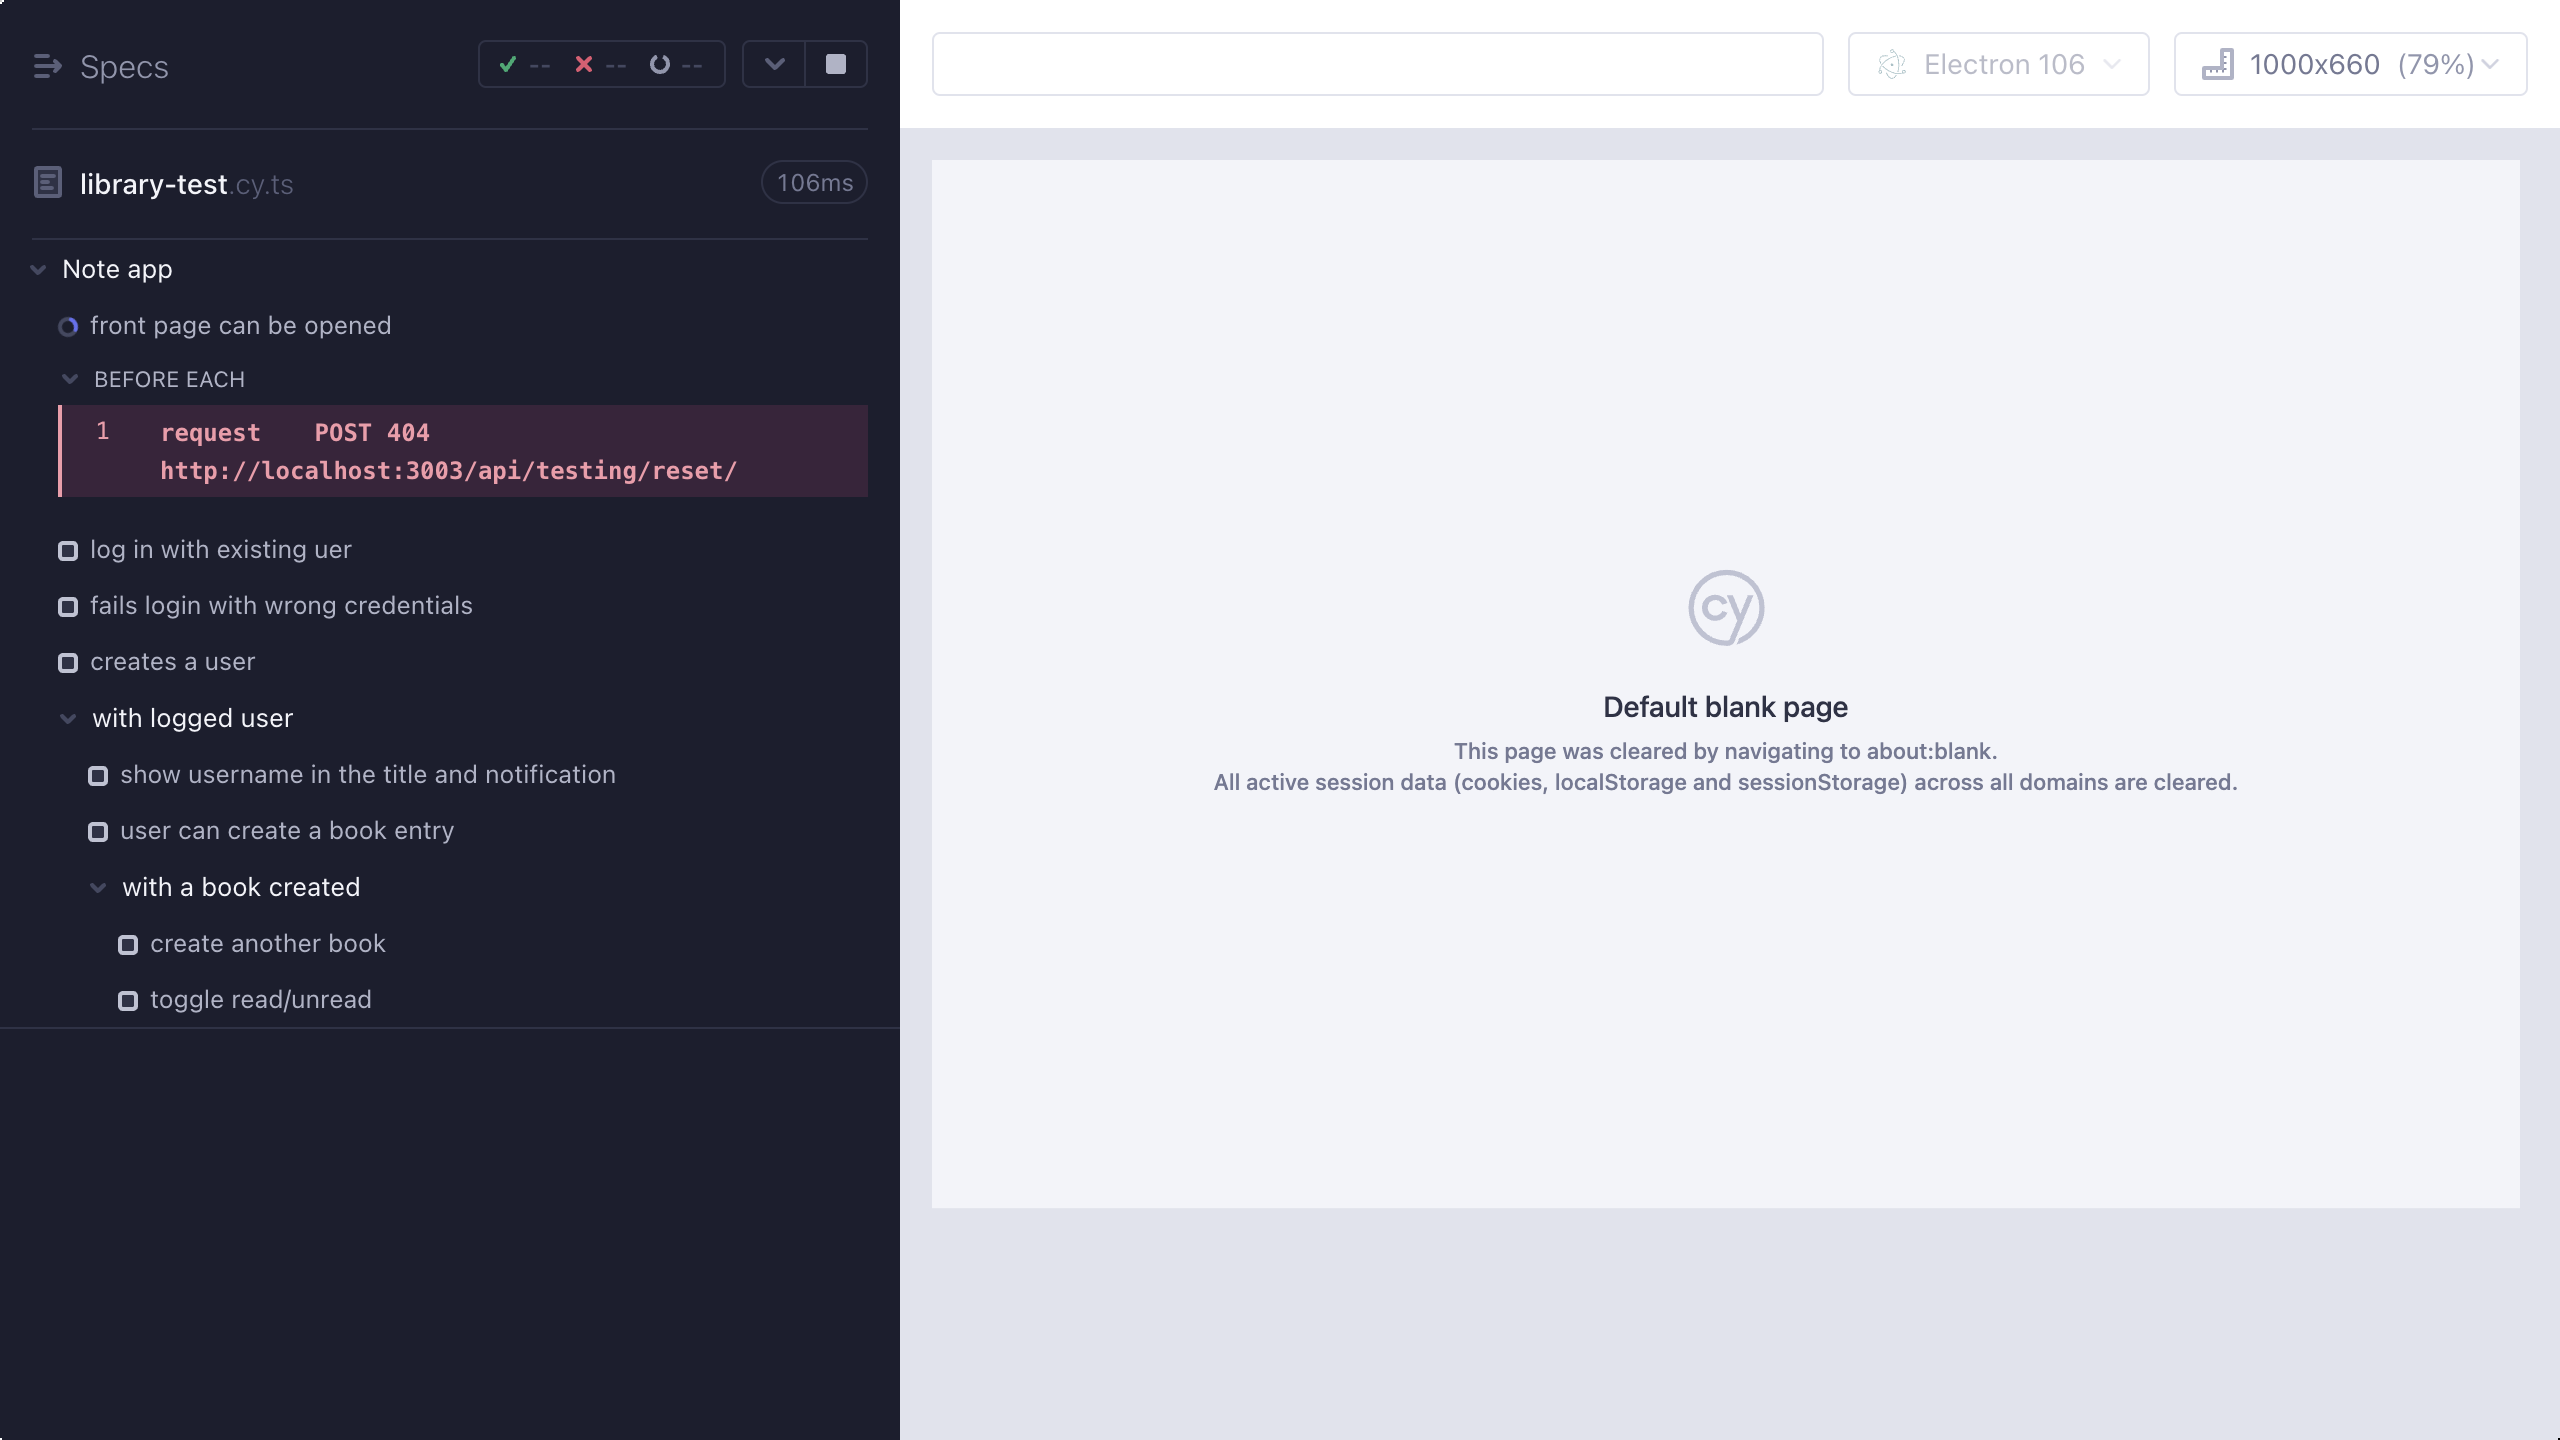 Specs
-- -- --
library-test.cy.ts
106ms
Note app
front page can be opened
BEFORE EACH
1 request POST 404
http://localhost:3003/api/testing/reset/
log in with existing uer
fails login with wrong credentials
creates a user
with logged user
show username in the title and notification
user can create a book entry
with a book created
create another book
toggle read/unread
Electron 106
1000x660 (79%)
cy
Default blank page
This page was cleared by navigating to about:blank.
All active session data (cookies, localStorage and sessionStorage) across all domains are cleared.